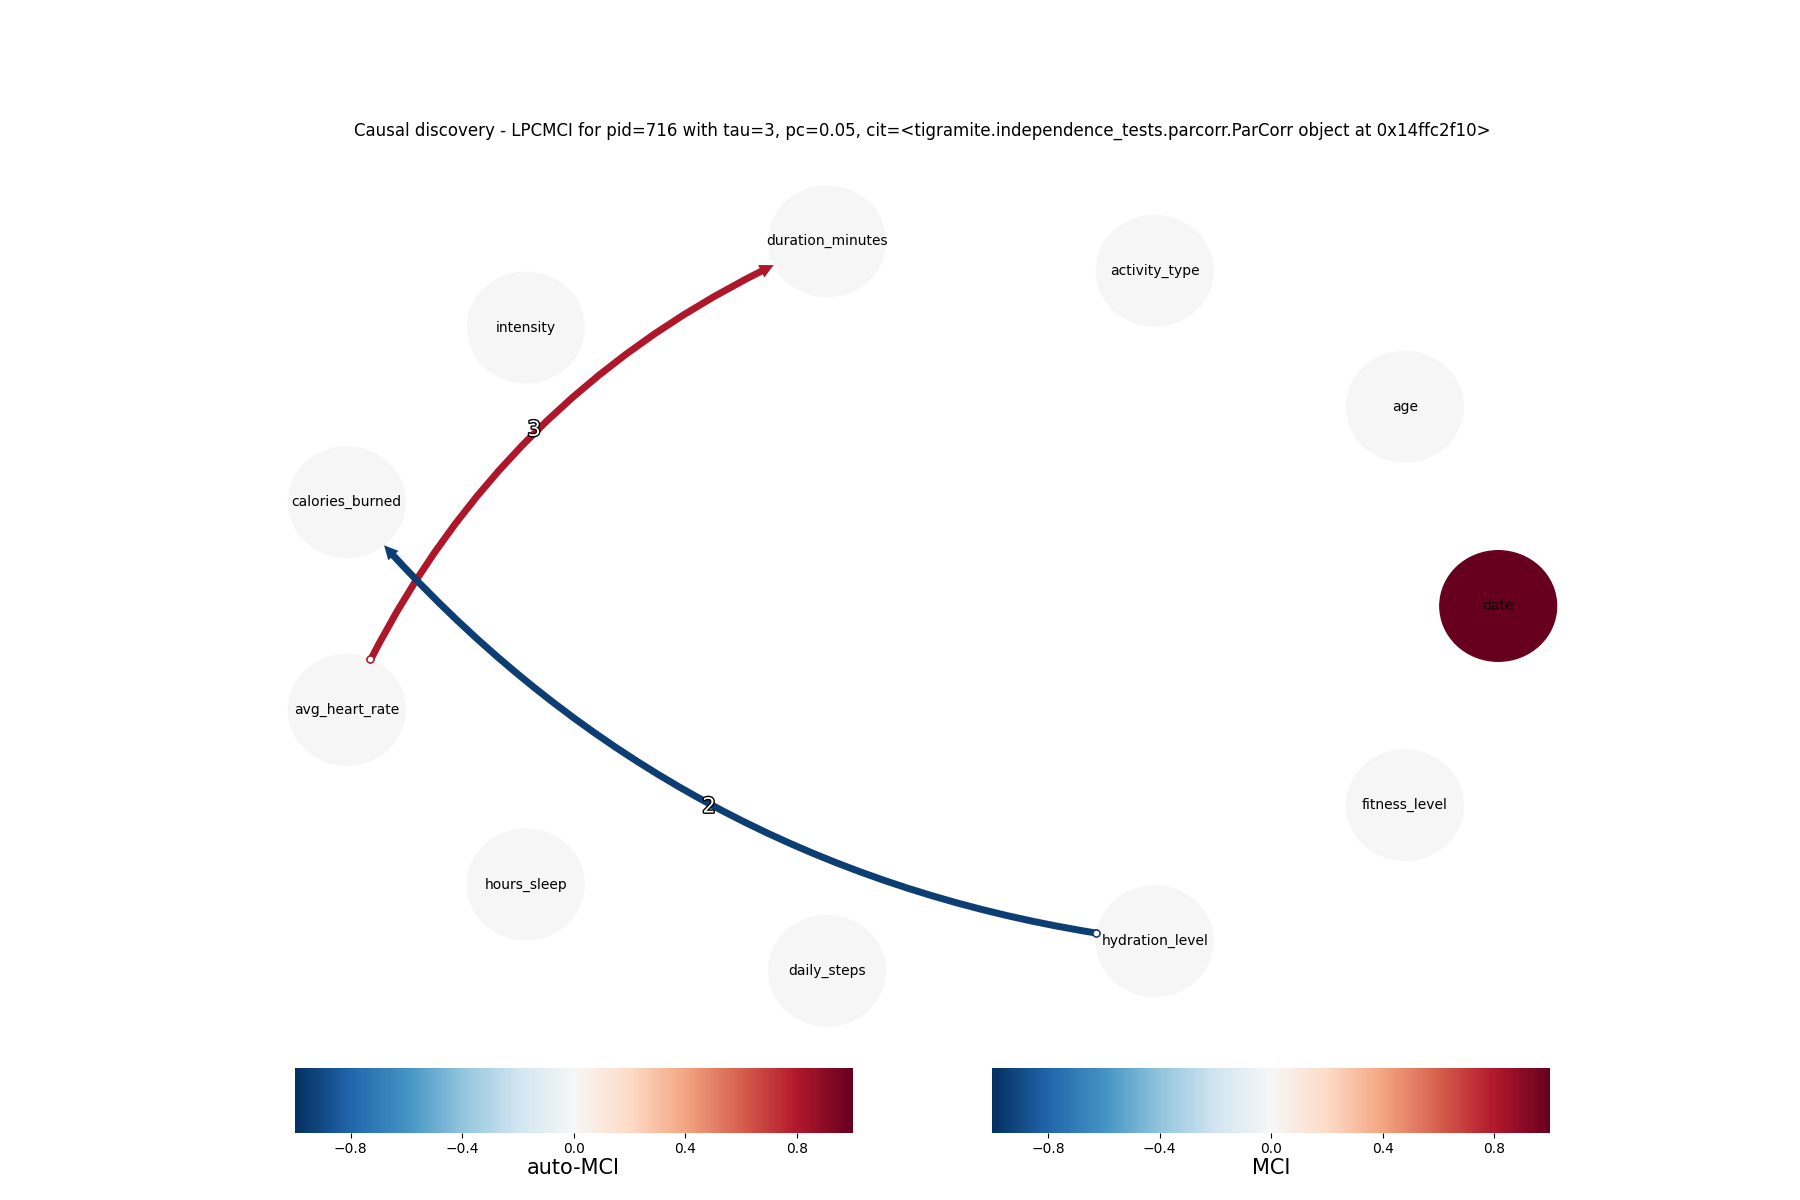 Causal discovery - LPCMCI for pid=716 with tau=3, pc=0.05, cit=<tigramite.independence_tests.parcorr.ParCorr object at 0x14ffc2f10>
duration_minutes
activity_type
intensity
age
3
calories_burned
date
avg_heart_rate
2
fitness_level
hours_sleep
hydration_level
daily_steps
−0.8 −0.4 0.0 0.4 0.8
auto-MCI
−0.8 −0.4 0.0 0.4 0.8
MCI